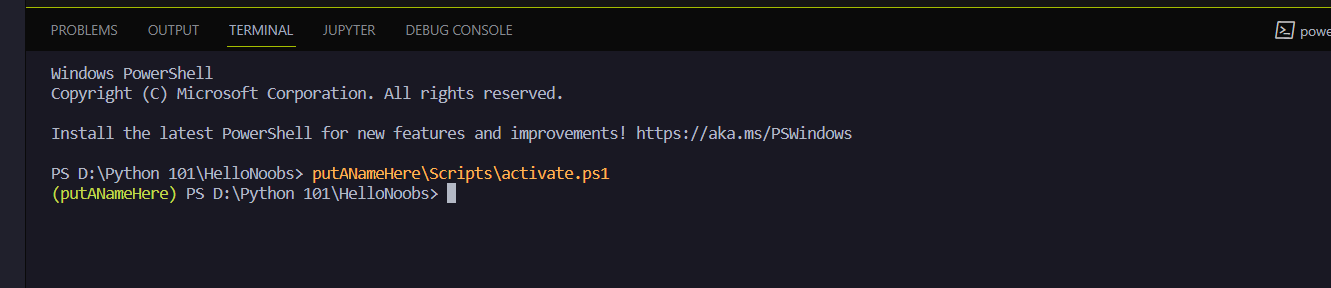 PROBLEMS OUTPUT TERMINAL JUPYTER DEBUG CONSOLE powe
Windows PowerShell
Copyright (C) Microsoft Corporation. All rights reserved.
Install the latest PowerShell for new features and improvements! https://aka.ms/PSWindows
PS D:\Python 101\HelloNoobs> putANameHere\Scripts\activate.ps1
(putANameHere) PS D:\Python 101\HelloNoobs>